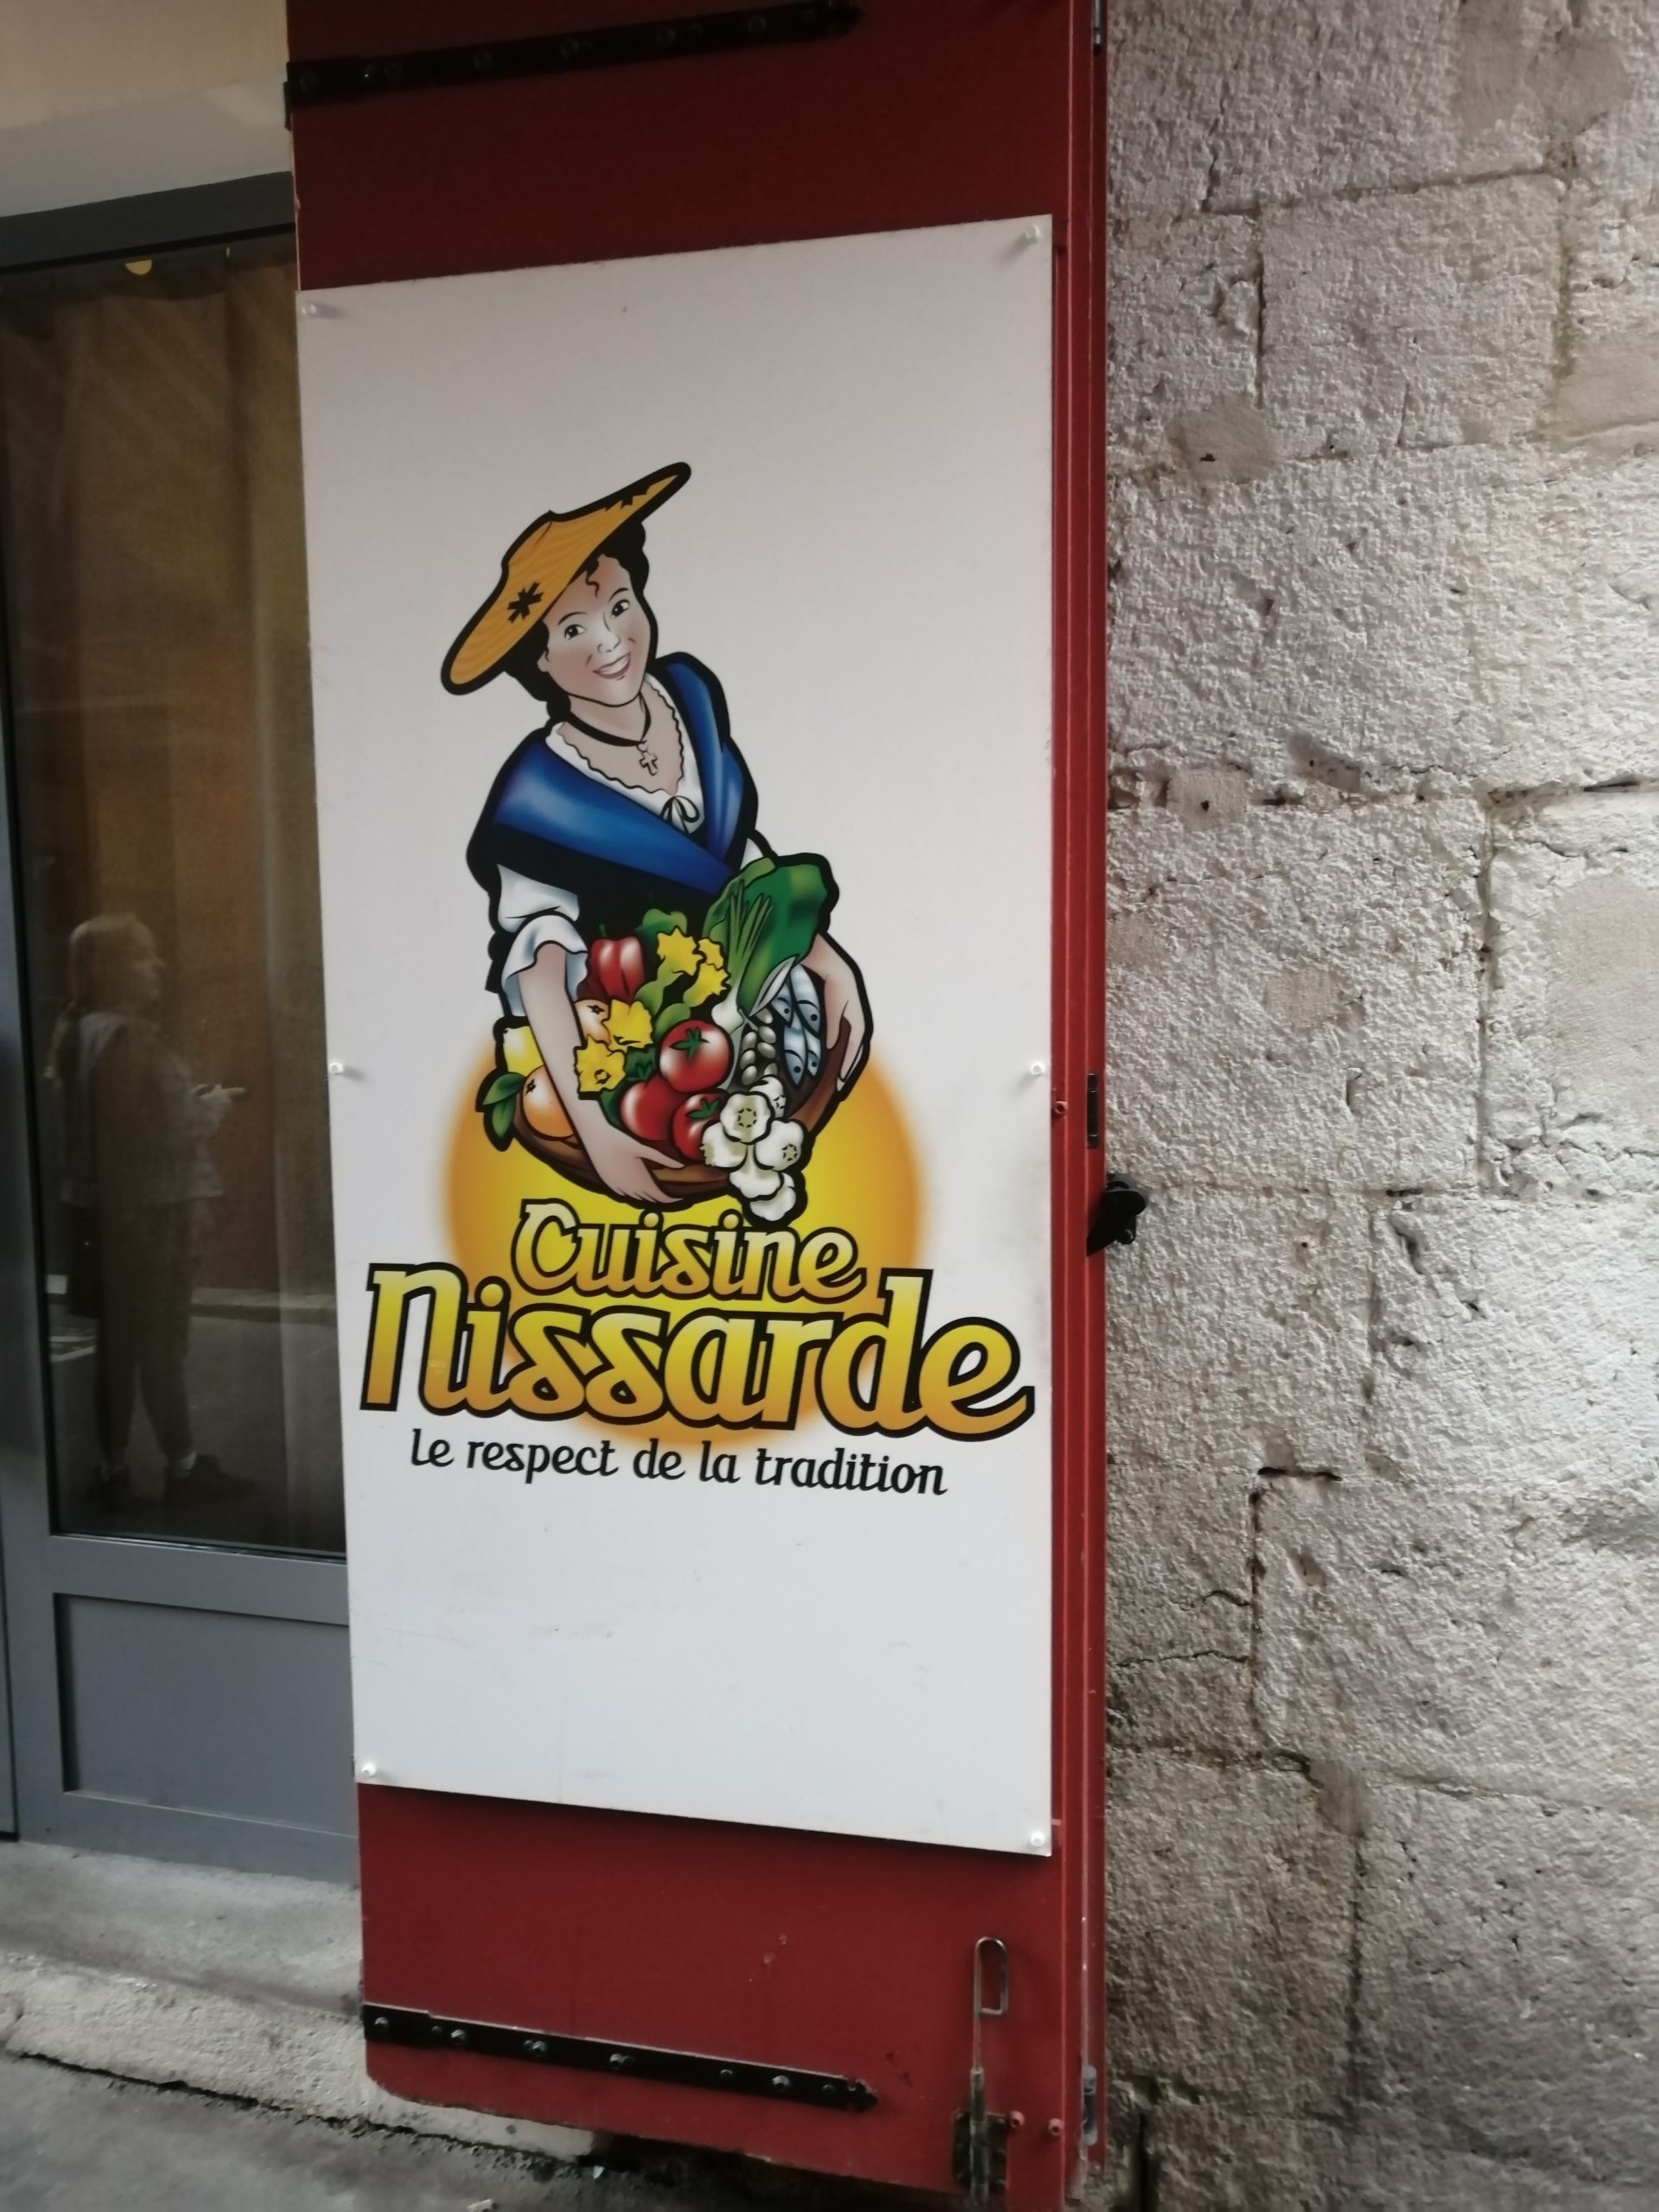 Cuisine
Nissarde
Le respect de la tradition